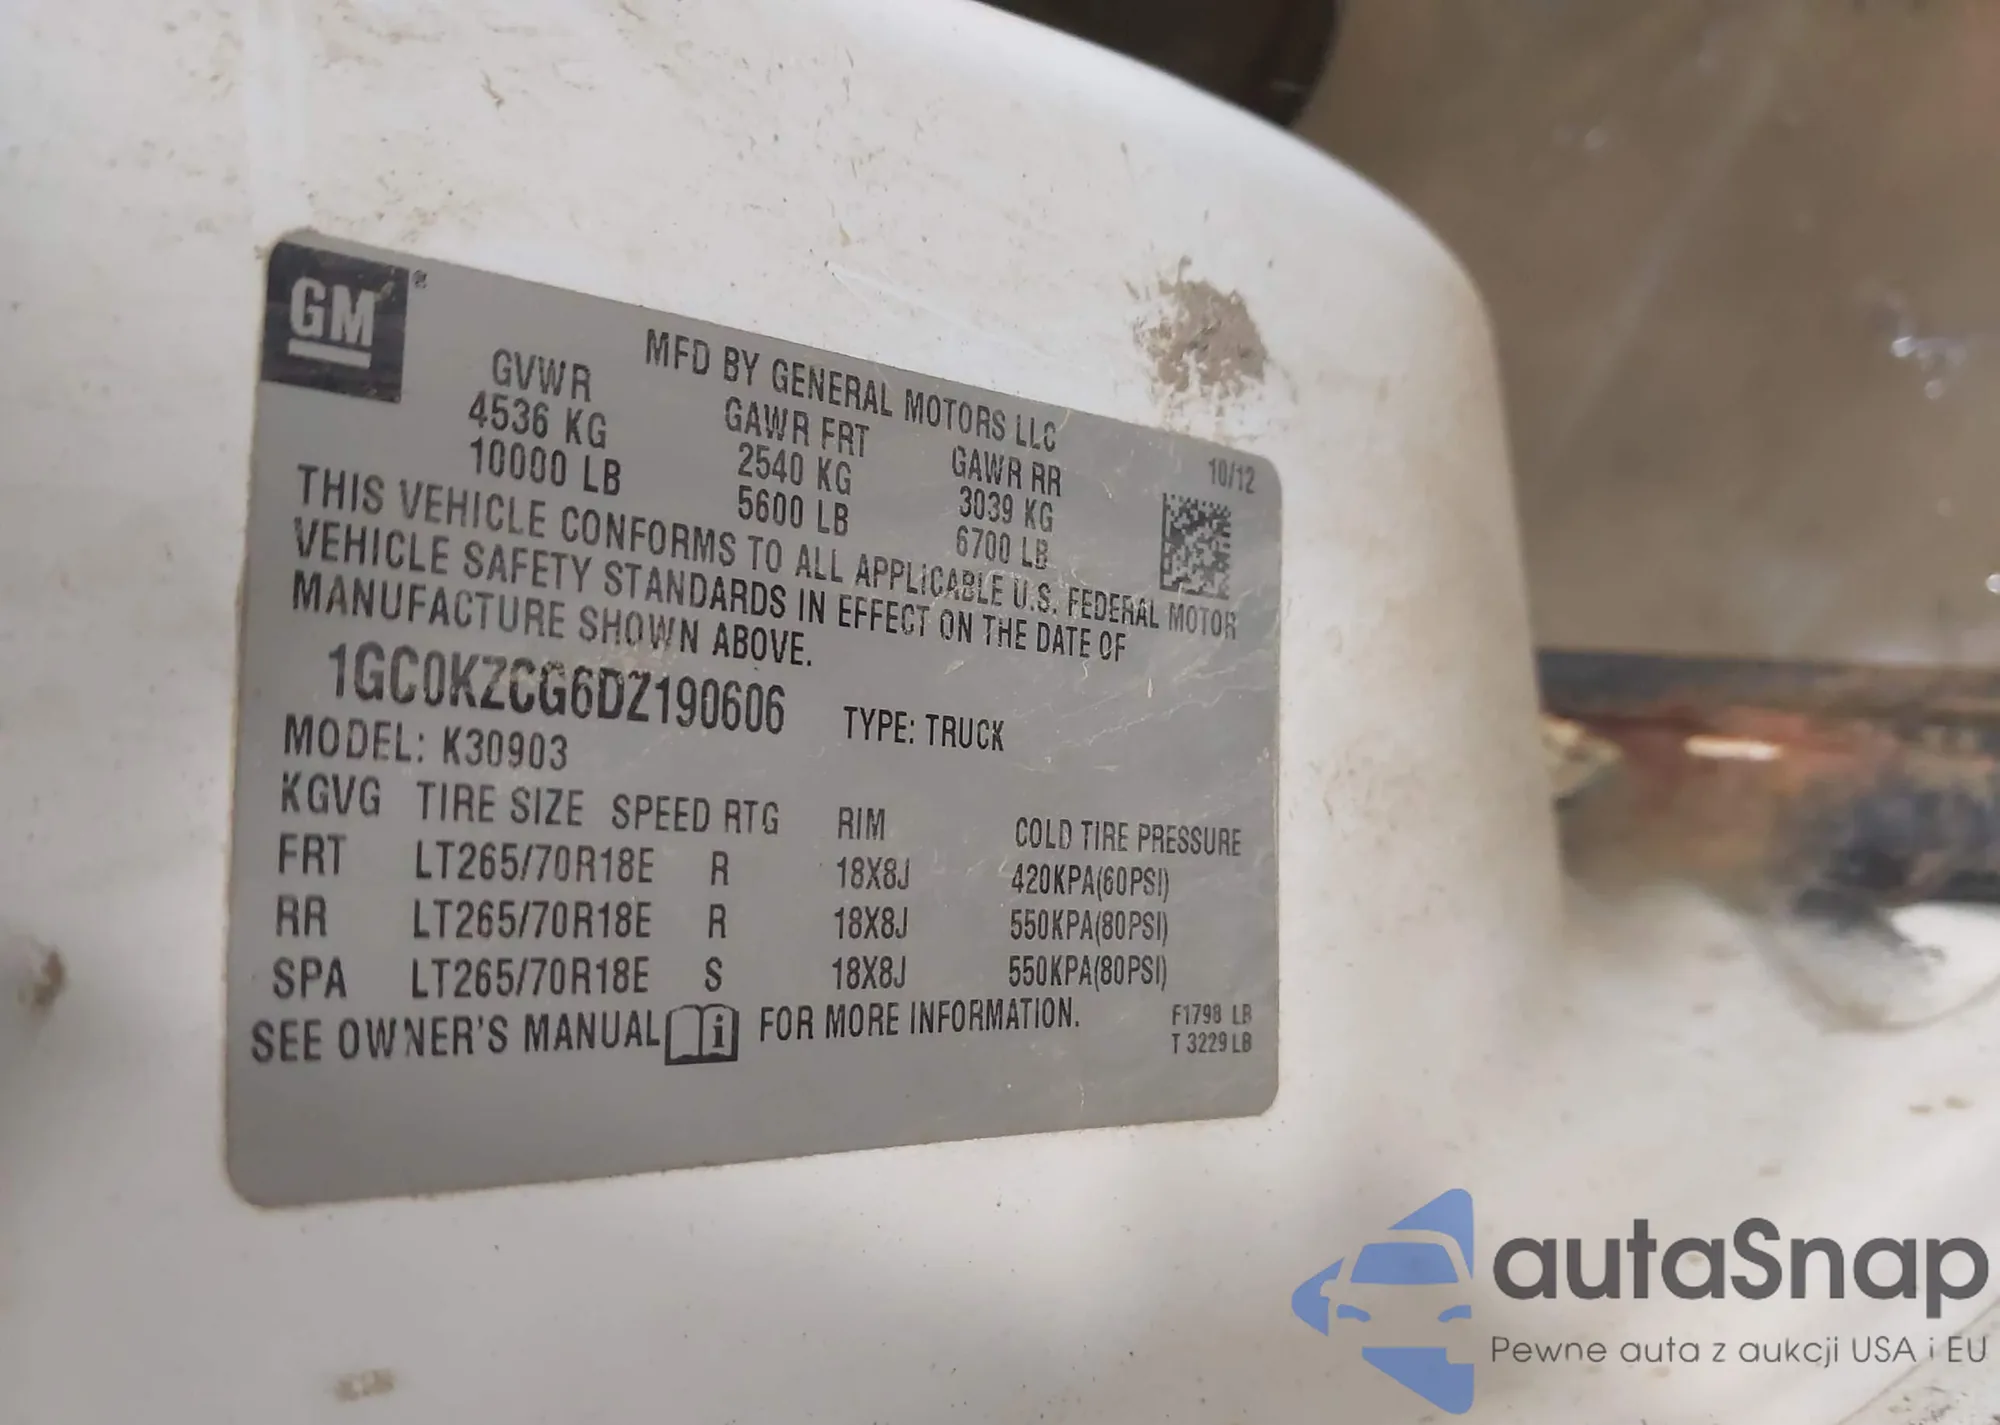 GM®
MFD BY GENERAL MOTORS LLC
GVWR GAWR FRT GAWR RR 10/12
4536 KG 2540 KG 3039 KG
10000 LB 5600 LB 6700 LB
THIS VEHICLE CONFORMS TO ALL APPLICABLE U.S. FEDERAL MOTOR
VEHICLE SAFETY STANDARDS IN EFFECT ON THE DATE OF
MANUFACTURE SHOWN ABOVE.
1GC0KZCG6DZ190606 TYPE: TRUCK
MODEL: K30903
KGVG TIRE SIZE SPEED RTG RIM COLD TIRE PRESSURE
FRT LT265/70R18E R 18X8J 420KPA(60PSI)
RR LT265/70R18E R 18X8J 550KPA(80PSI)
SPA LT265/70R18E S 18X8J 550KPA(80PSI)
SEE OWNER'S MANUAL i FOR MORE INFORMATION.
F1798 LB
T 3229 LB
autaSnap
Pewne auta z aukcji USA i EU